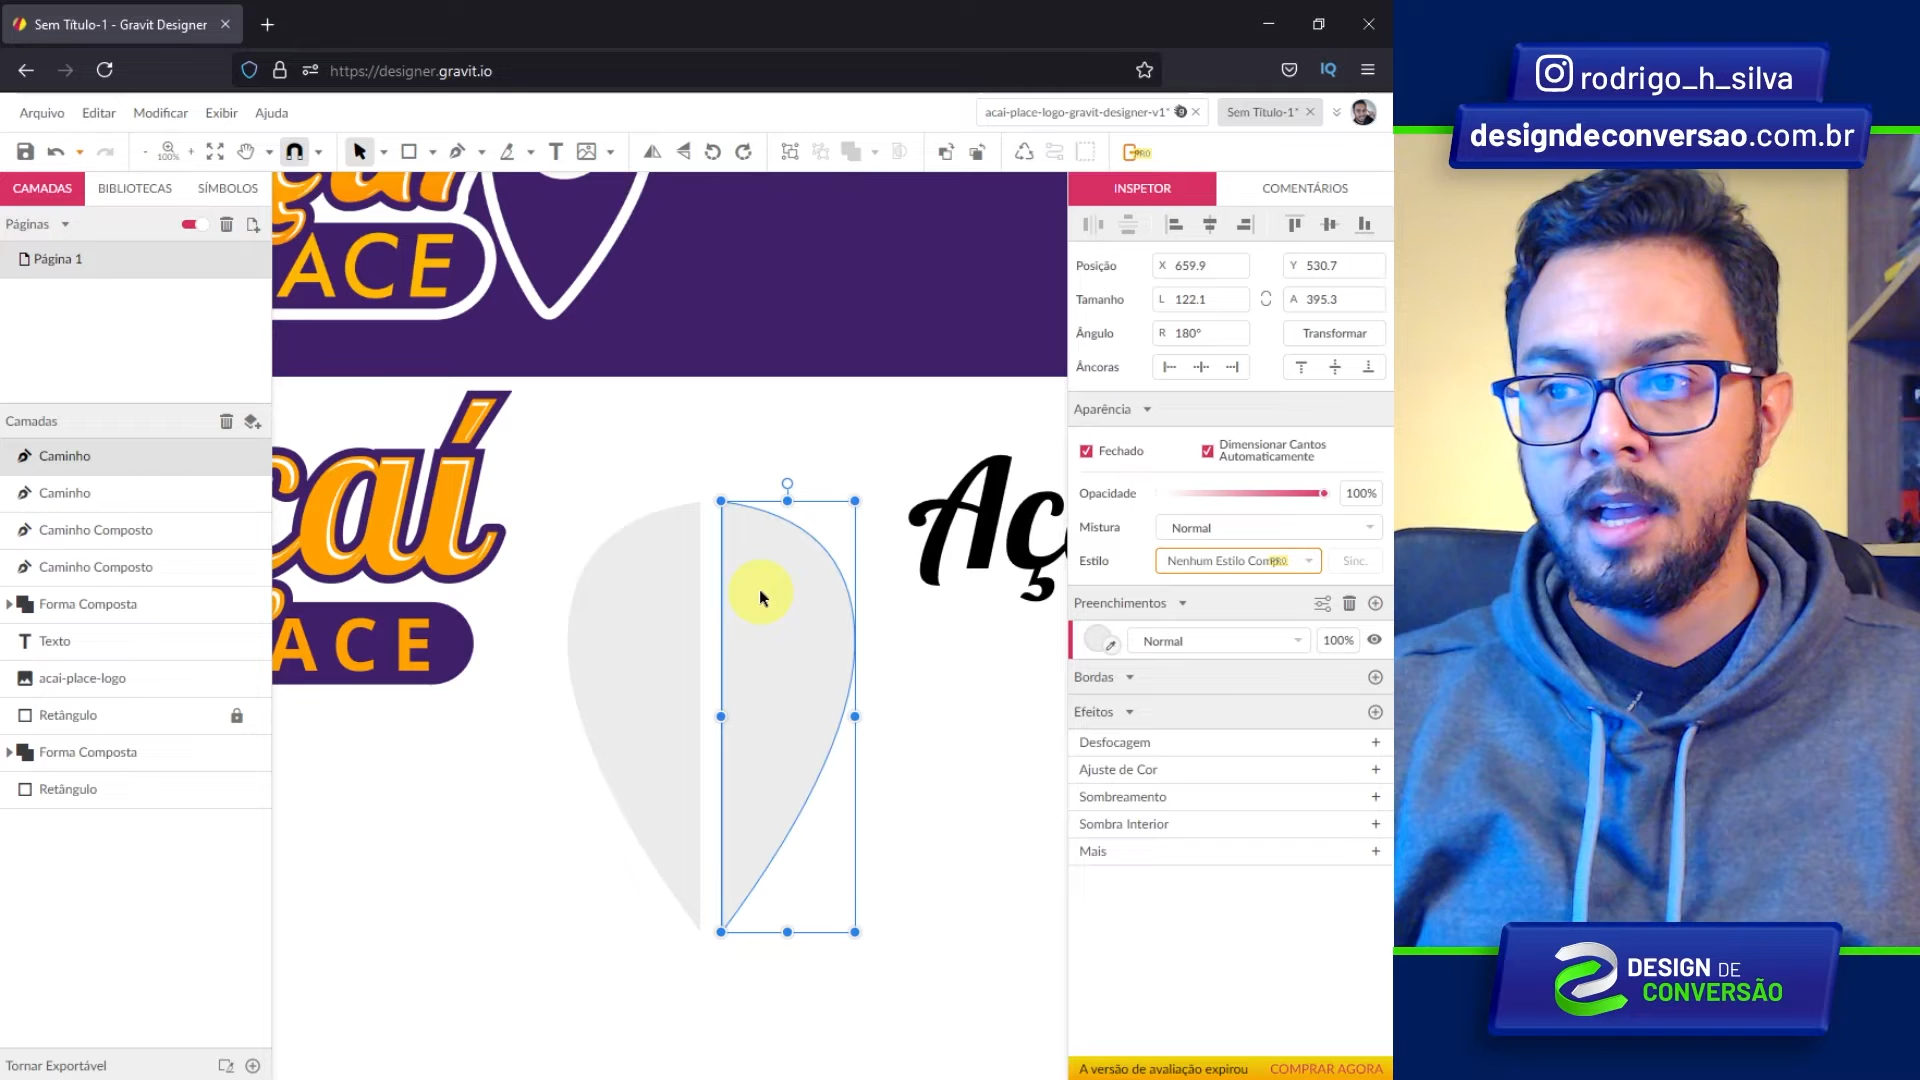 Sem Título-1 - Gravit Designer
https://designer.gravit.io
IQ
Arquivo
Editar
Modificar
Exibir
Ajuda
acai-place-logo-gravit-designer-v1*
Sem Título-1*
100%
PRO
CAMADAS
BIBLIOTECAS
SÍMBOLOS
Páginas
Página 1
Camadas
Caminho
Caminho
Caminho Composto
Caminho Composto
Forma Composta
Texto
acai-place-logo
Retângulo
Forma Composta
Retângulo
Tornar Exportável
çaí
ACE
çaí
ACE
Aç
INSPETOR
COMENTÁRIOS
Posição
X 659.9
Y 530.7
Tamanho
L 122.1
A 395.3
Ângulo
R 180°
Transformar
Âncoras
Aparência
Fechado
Dimensionar Cantos
Automaticamente
Opacidade
100%
Mistura
Normal
Estilo
Sinc.
Preenchimentos
Normal
100%
Bordas
Efeitos
Desfocagem
Ajuste de Cor
Sombreamento
Sombra Interior
Mais
A versão de avaliação expirou
COMPRAR AGORA
rodrigo_h_silva
designdeconversao.com.br
DESIGN DE
CONVERSÃO